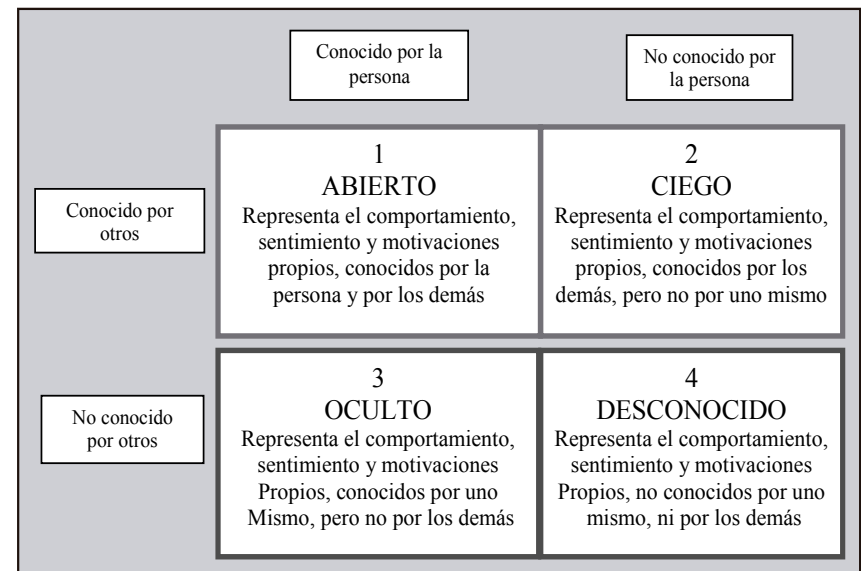 Conocido por la
persona
No conocido por
la persona
Conocido por
otros
1
ABIERTO
Representa el comportamiento,
sentimiento y motivaciones
propios, conocidos por la
persona y por los demás
2
CIEGO
Representa el comportamiento,
sentimiento y motivaciones
propios, conocidos por los
demás, pero no por uno mismo
No conocido
por otros
3
OCULTO
Representa el comportamiento,
sentimiento y motivaciones
Propios, conocidos por uno
Mismo, pero no por los demás
4
DESCONOCIDO
Representa el comportamiento,
sentimiento y motivaciones
Propios, no conocidos por uno
mismo, ni por los demás